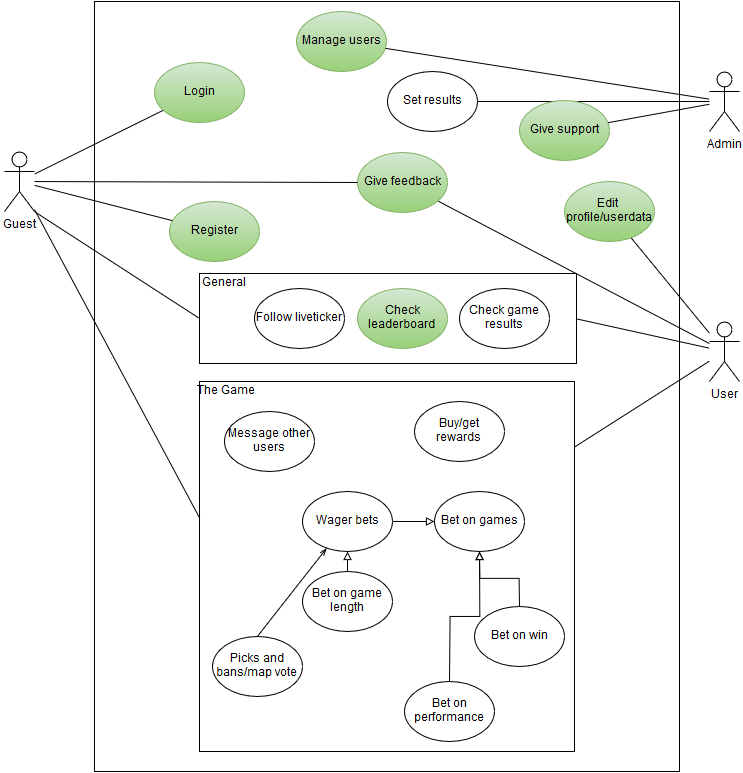 Manage users
Login
Set results
Give support
Admin
Give feedback
Guest
Edit
profile/userdata
Register
General
Follow liveticker
Check
leaderboard
Check game
results
User
The Game
Message other
users
Buy/get
rewards
Wager bets
Bet on games
Bet on game
length
Bet on win
Picks and
bans/map vote
Bet on
performance